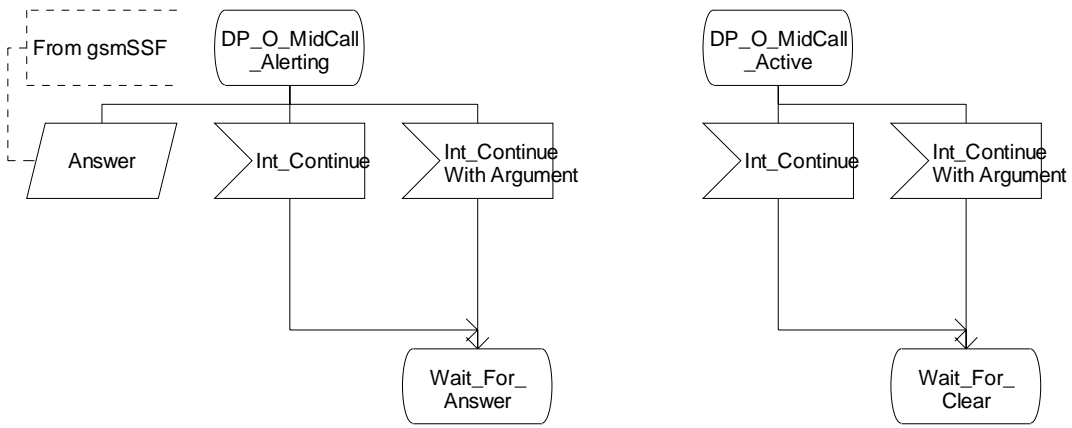 From gsmSSF
DP_O_MidCall
_Alerting
DP_O_MidCall
_Active
Answer
Int_Continue
Int_Continue
With Argument
Int_Continue
Int_Continue
With Argument
Wait_For_
Answer
Wait_For_
Clear